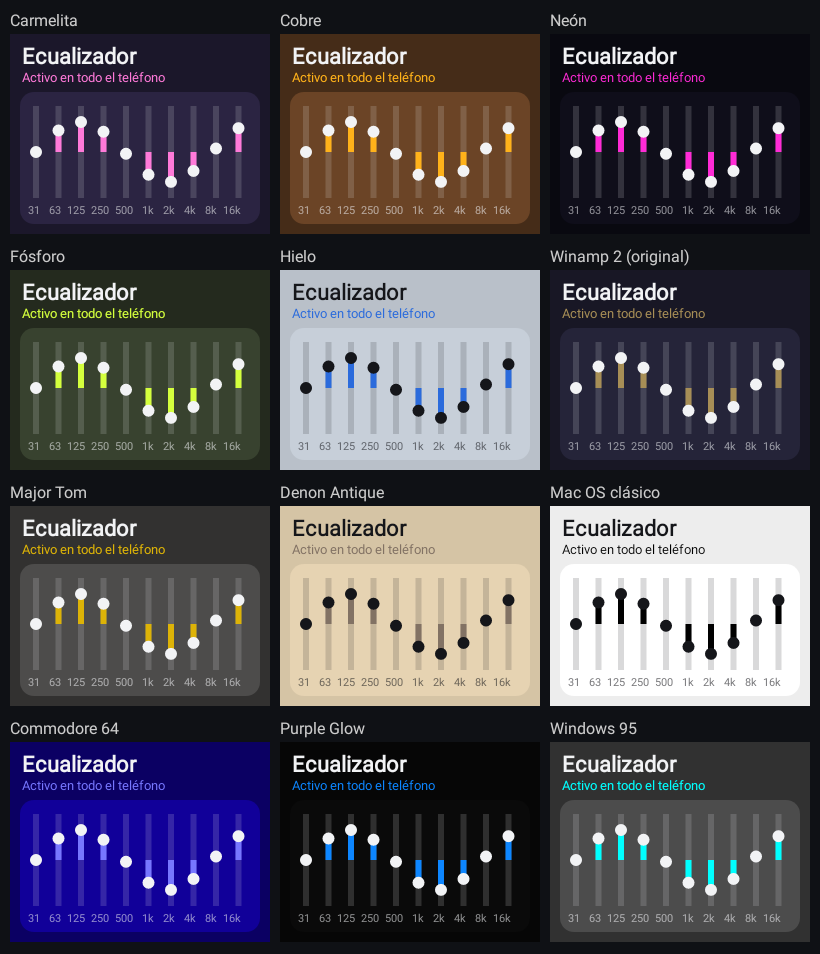 Carmelita
Ecualizador
Activo en todo el teléfono
31 63 125 250 500 1k 2k 4k 8k 16k
Cobre
Ecualizador
Activo en todo el teléfono
31 63 125 250 500 1k 2k 4k 8k 16k
Neón
Ecualizador
Activo en todo el teléfono
31 63 125 250 500 1k 2k 4k 8k 16k
Fósforo
Ecualizador
Activo en todo el teléfono
31 63 125 250 500 1k 2k 4k 8k 16k
Hielo
Ecualizador
Activo en todo el teléfono
31 63 125 250 500 1k 2k 4k 8k 16k
Winamp 2 (original)
Ecualizador
Activo en todo el teléfono
31 63 125 250 500 1k 2k 4k 8k 16k
Major Tom
Ecualizador
Activo en todo el teléfono
31 63 125 250 500 1k 2k 4k 8k 16k
Denon Antique
Ecualizador
Activo en todo el teléfono
31 63 125 250 500 1k 2k 4k 8k 16k
Mac OS clásico
Ecualizador
Activo en todo el teléfono
31 63 125 250 500 1k 2k 4k 8k 16k
Commodore 64
Ecualizador
Activo en todo el teléfono
31 63 125 250 500 1k 2k 4k 8k 16k
Purple Glow
Ecualizador
Activo en todo el teléfono
31 63 125 250 500 1k 2k 4k 8k 16k
Windows 95
Ecualizador
Activo en todo el teléfono
31 63 125 250 500 1k 2k 4k 8k 16k